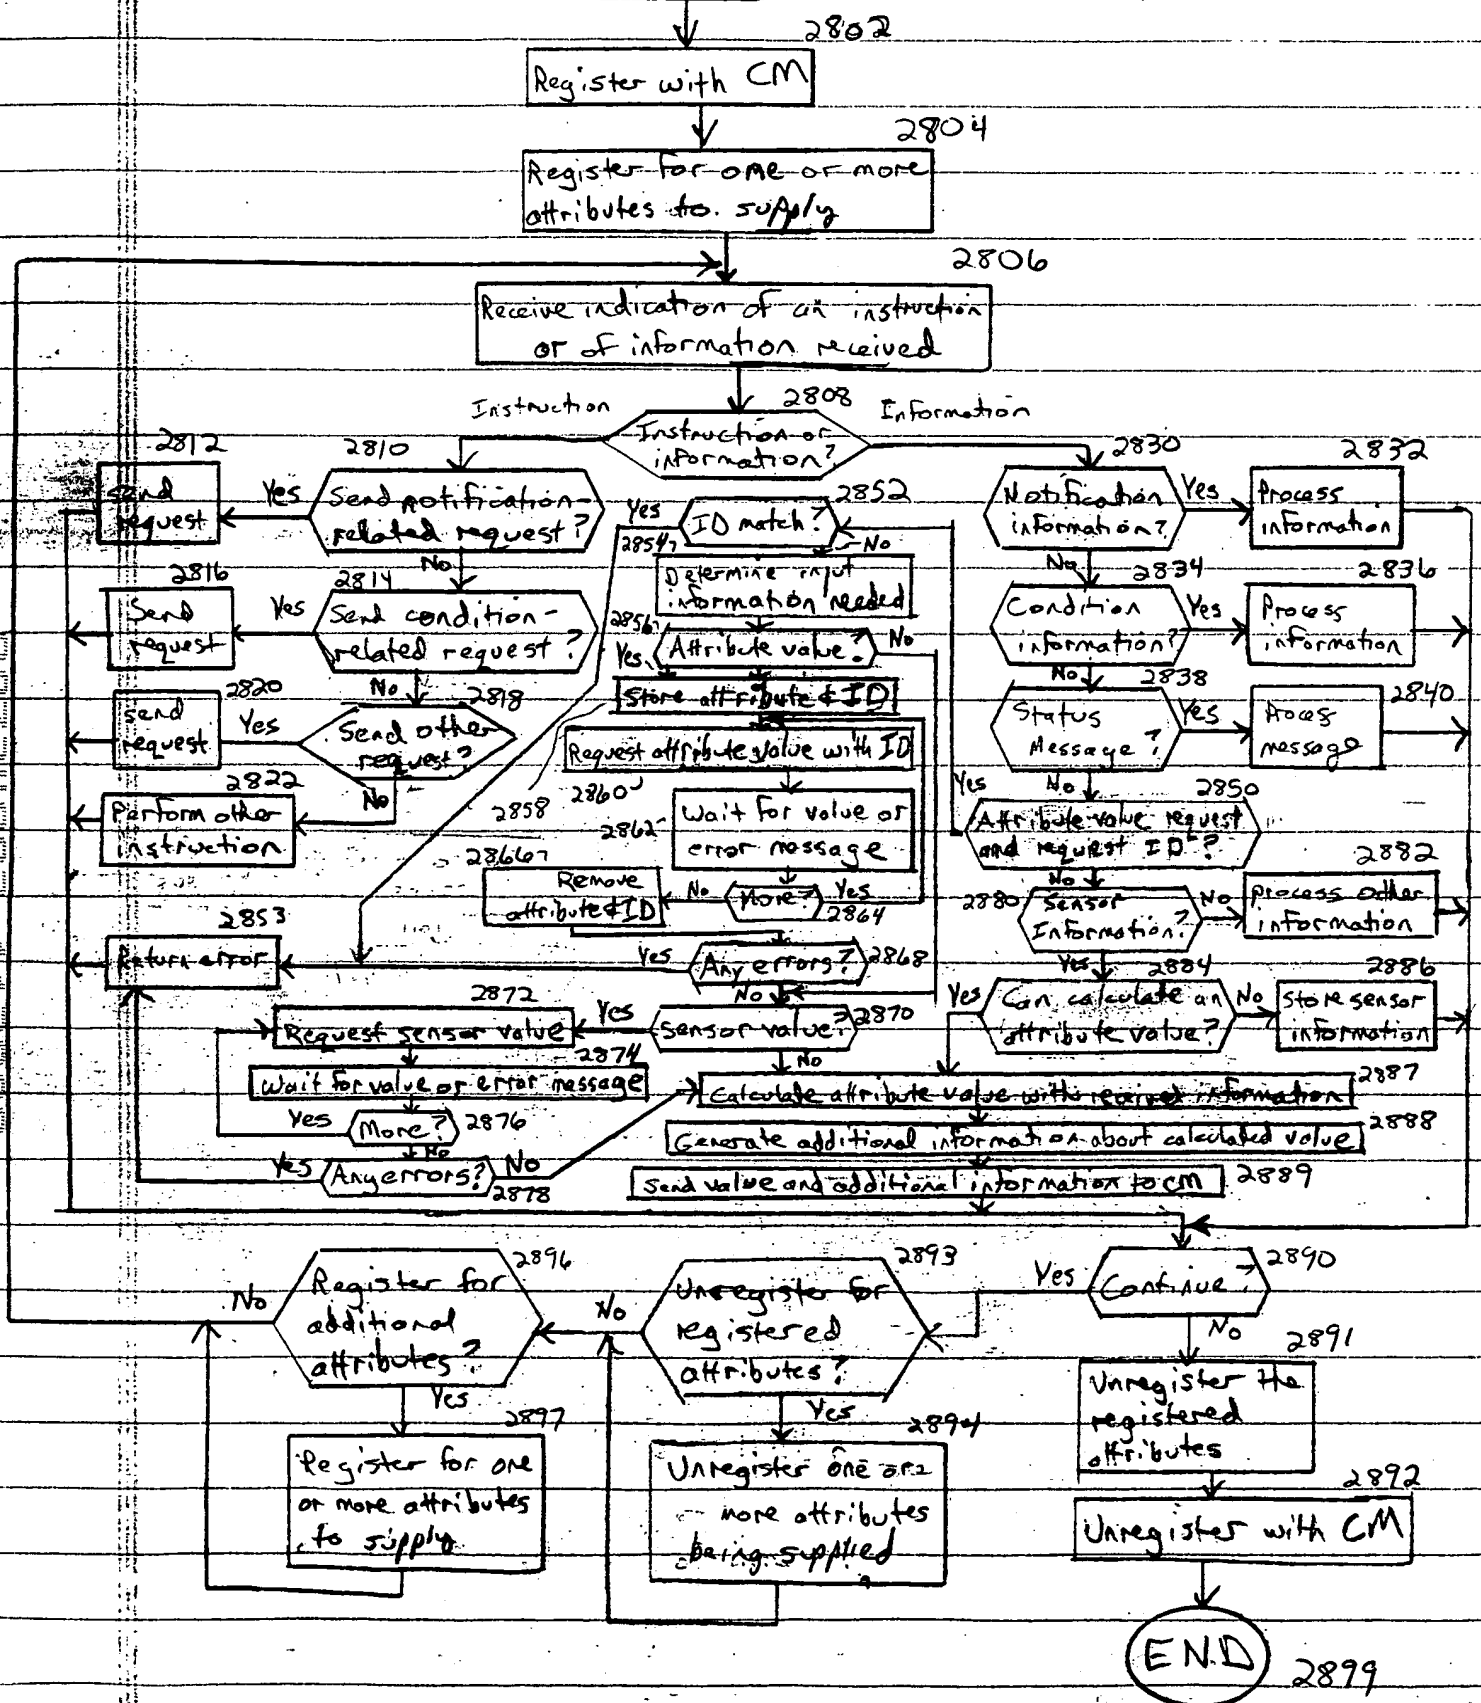 2802
Register with CM
2804
Register for one or more
attributes to supply
2806
Receive indication of an instruction
or of information received
2808
Instruction
Information
Instruction or
information?
2812
Send
request
Yes
2810
Send notification-
related request?
No
2816
Send
request
Yes
2814
Send condition-
related request?
No
2820
Send
request
Yes
2818
Send other
request?
No
2822
Perform other
instruction
2853
Return error
2852
Yes
ID match?
No
2854
Determine input
information needed
2856
Attribute value?
No
Yes
Store attribute & ID
2858
Request attribute value with ID
2860
2862
Wait for value or
error message
2866
Remove
attribute & ID
No
More?
Yes
2864
Yes
Any errors?
2868
No
2872
Request sensor value
Yes
Sensor value?
2870
No
2874
Wait for value or error message
Yes
More?
2876
No
Yes
Any errors?
No
2878
2830
Notification
information?
Yes
2832
Process
information
No
2834
Condition
information?
Yes
2836
Process
information
No
2838
Status
Message?
Yes
2840
Process
message
No
2850
Yes
Attribute value request
and request ID?
No
2880
Sensor
Information?
No
2882
Process other
information
Yes
2884
Yes
Can calculate an
attribute value?
No
2886
Store sensor
information
2887
Calculate attribute value with received information
2888
Generate additional information about calculated value
2889
Send value and additional information to CM
2890
Yes
Continue?
No
2891
Unregister the
registered
attributes
2892
Unregister with CM
END
2899
2893
Unregister for
registered
attributes?
No
Yes
2894
Unregister one or
more attributes
being supplied
2896
Register for
additional
attributes?
No
Yes
2897
Register for one
or more attributes
to supply